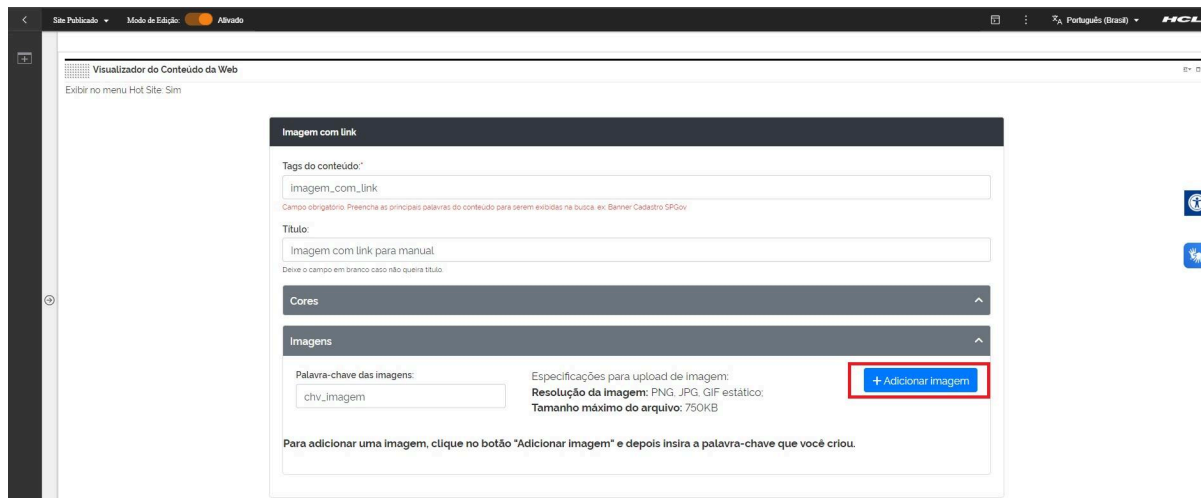 Site Publicado Modo de Edição: Ativado Português (Brasil) HCL
Visualizador do Conteúdo da Web
Exibir no menu Hot Site: Sim
Imagem com link
Tags do conteúdo:*
imagem_com_link
Campo obrigatório. Preencha as principais palavras do conteúdo para serem exibidas na busca. ex: Banner Cadastro SPGov
Título:
Imagem com link para manual
Deixe o campo em branco caso não queira título.
Cores
Imagens
Palavra-chave das imagens:
chv_imagem
Especificações para upload de imagem:
Resolução da imagem: PNG, JPG, GIF estático;
Tamanho máximo do arquivo: 750KB
+ Adicionar imagem
Para adicionar uma imagem, clique no botão "Adicionar imagem" e depois insira a palavra-chave que você criou.